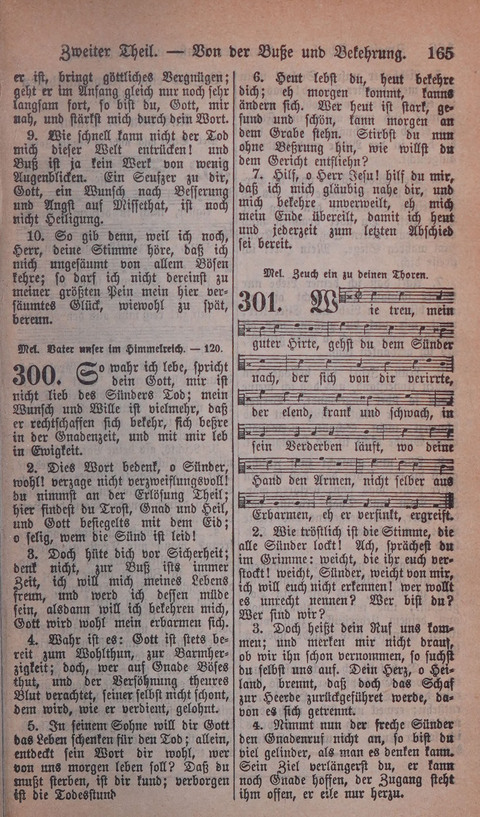 Zweiter Theil. — Von der Buße und Bekehrung. 165
er ist, bringt göttliches Vergnügen;
geht er im Anfang gleich nur noch sehr
langsam fort, so bist du, Gott, mir
nah, und stärkst mich durch dein Wort.
9. Wie schnell kann nicht der Tod
mich dieser Welt entrücken! und
Buß ist ja kein Werk von wenig
Augenblicken. Ein Seufzer zu dir,
Gott, ein Wunsch nach Besserung
und Angst auf Missethat, ist noch
nicht Heiligung.
10. So gib denn, weil ich noch,
Herr, deine Stimme höre, daß ich
mich ungesäumt von allem Bösen
kehre; so darf ich nicht dereinst zu
meiner größten Pein mein hier ver-
säumtes Glück, wiewohl zu spät,
bereun.
Mel. Vater unser im Himmelreich. — 120.
300. So wahr ich lebe, spricht
dein Gott, mir ist
nicht lieb des Sünders Tod; mein
Wunsch und Wille ist vielmehr, daß
er rechtschaffen sich bekehr, sich beßre
in der Gnadenzeit, und mit mir leb
in Ewigkeit.
2. Dies Wort bedenk, o Sünder,
wohl! verzage nicht verzweiflungsvoll!
du nimmst an der Erlösung Theil;
hier findest du Trost, Gnad und Heil,
und Gott besiegelts mit dem Eid;
o selig, wem die Sünd ist leid!
3. Doch hüte dich vor Sicherheit;
denk nicht, zur Buß ists immer
Zeit, ich will mich meines Lebens
freun, und werd ich dessen müde
sein, alsdann will ich bekehren mich,
Gott wird wohl mein erbarmen sich.
4. Wahr ist es: Gott ist stets be-
reit zum Wohlthun, zur Barmher-
zigkeit; doch, wer auf Gnade Böses
thut, und der Versöhnung theures
Blut verachtet, seiner selbst nicht schont,
dem wird, wie er verdient, gelohnt.
5. In seinem Sohne will dir Gott
das Leben schenken für den Tod; allein,
entdeckt sein Wort dir wohl, wer
von uns morgen leben soll? Daß du
mußt sterben, ist dir kund; verborgen
ist die Todesstund
6. Heut lebst du, heut bekehre
dich; eh morgen kommt, kanns
ändern sich. Wer heut ist stark, ge-
sund und schön, kann morgen an
dem Grabe stehn. Stirbst du nun
ohne Beßrung hin, wie willst du
dem Gericht entfliehn?
7. Hilf, o Herr Jesu! hilf du mir,
daß ich mich gläubig nahe dir, und
mich bekehre unverweilt, eh mich
mein Ende übereilt, damit ich heut
und jederzeit zum letzten Abschied
sei bereit.
Mel. Zeuch ein zu deinen Thoren.
301. Wie treu, mein
guter Hirte, gehst du dem Sünder
nach, der sich von dir verirrte,
der elend, krank und schwach, in
sein Verderben läuft, wo deine
Hand den Armen, nicht selber aus
Erbarmen, eh er versinkt, ergreift.
2. Wie tröstlich ist die Stimme, die
alle Sünder lockt! Ach, sprächest du
im Grimme: weicht, die ihr euch ver-
stockt! weicht, Sünder, weicht von mir,
ich will euch nicht erkennen! wer wollt
es unrecht nennen? Wer bist du?
Wer sind wir?
3. Doch heißt dein Ruf uns kom-
men; und merken wir nicht drauf,
ob wir ihn schon vernommen, so suchst
du selbst uns auf. Dein Herz, o Hei-
land, brennt, daß doch das Schaf
zur Heerde zurückgeführet werde, da-
von es sich getrennt.
4. Nimmt nun der freche Sünder
den Gnadenruf nicht an, so bist du
viel gelinder, als man es denken kann.
Sein Ziel verlängerst du, er kann
noch Gnade hoffen, der Zugang steht
ihm offen, er eile nur herzu.